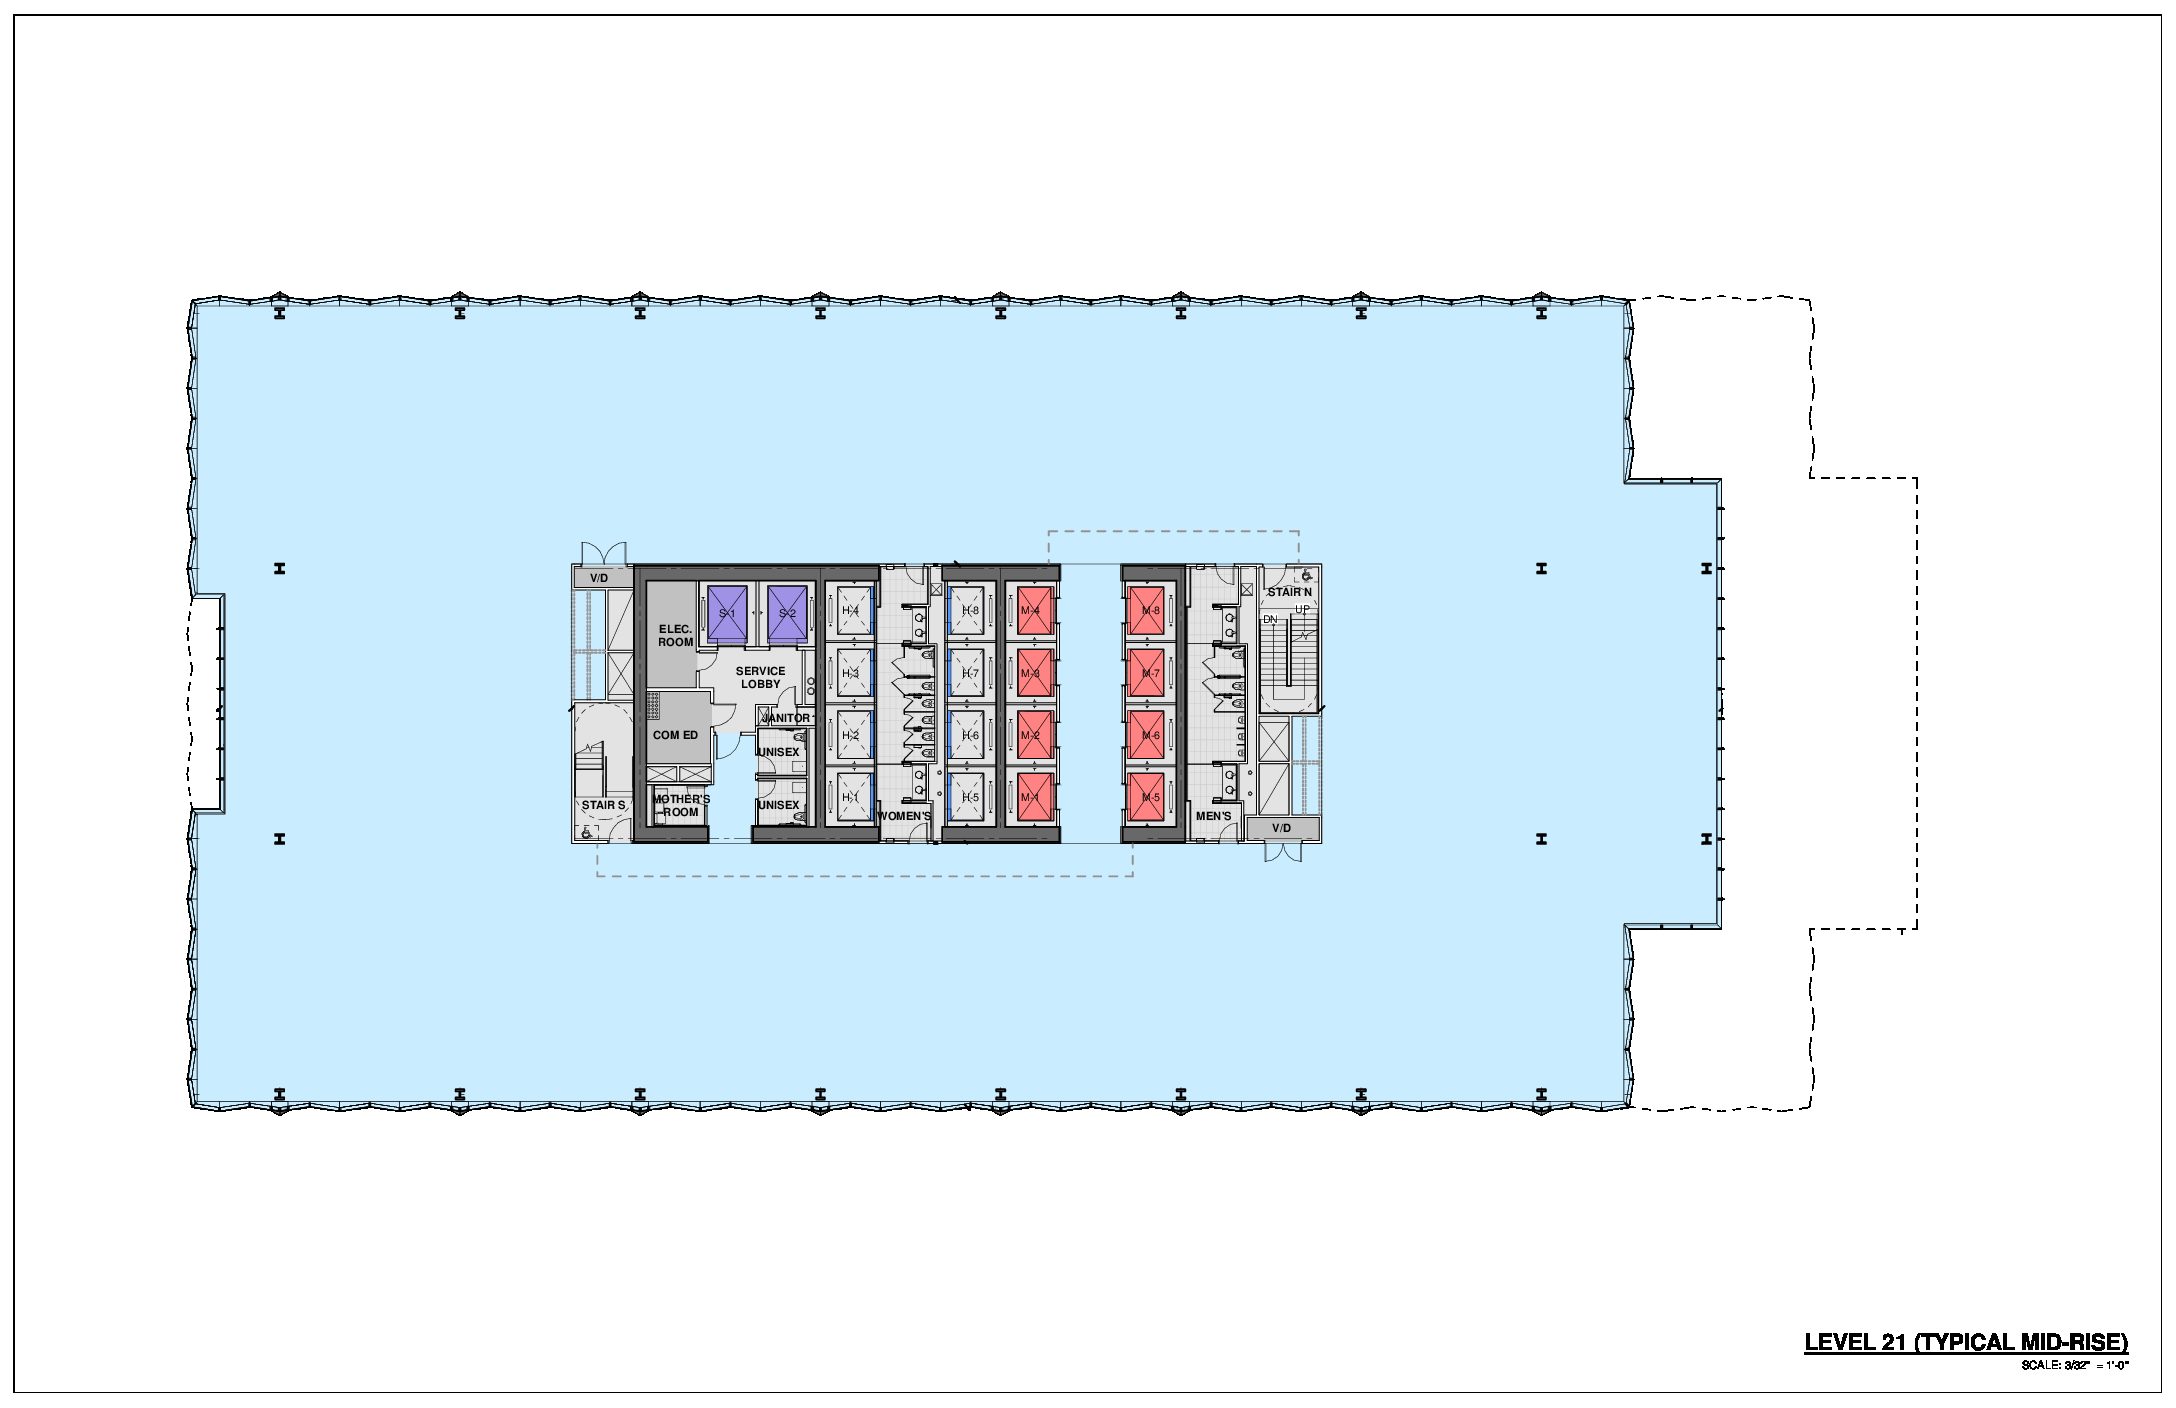 V/D
STAIR N
UP
DN
S-1
S-2
H-4
H-8
M-4
M-8
ELEC.
ROOM
SERVICE
LOBBY
H-3
H-7
M-3
M-7
JANITOR
COM ED
UNISEX
H-2
H-6
M-2
M-6
MOTHER'S
ROOM
UNISEX
H-1
H-5
M-1
M-5
STAIR S
WOMEN'S
MEN'S
V/D
LEVEL 21 (TYPICAL MID-RISE)
SCALE: 3/32" = 1'-0"